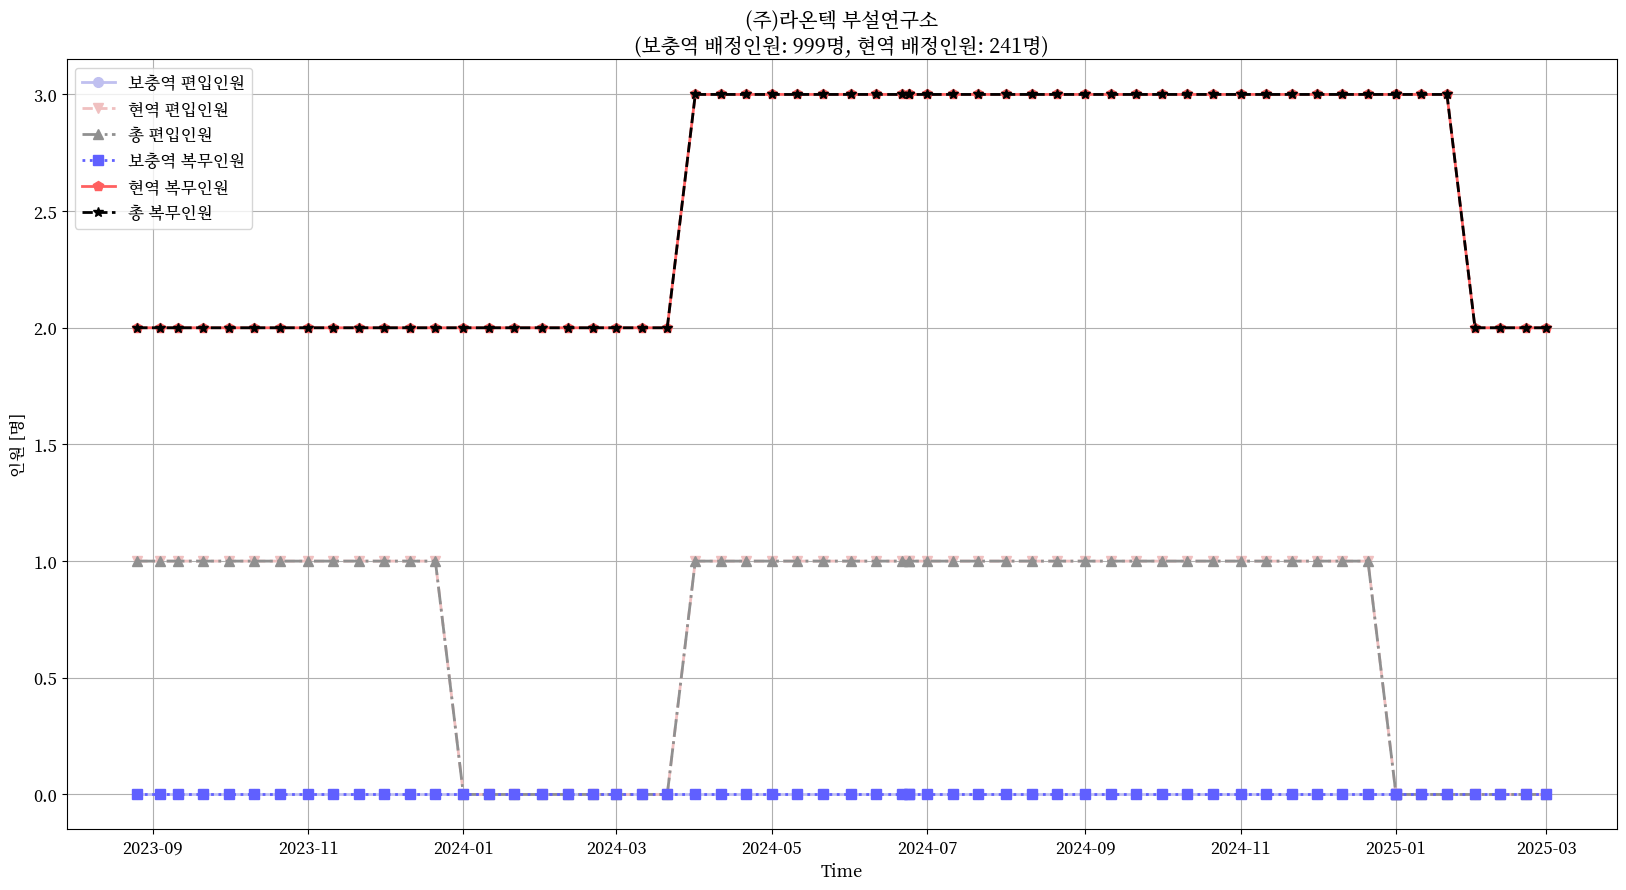 (주)라온텍 부설연구소
(보충역 배정인원: 999명, 현역 배정인원: 241명)
보충역 편입인원
현역 편입인원
총 편입인원
보충역 복무인원
현역 복무인원
총 복무인원
3.0
2.5
2.0
1.5
1.0
0.5
0.0
인원 [명]
2023-09 2023-11 2024-01 2024-03 2024-05 2024-07 2024-09 2024-11 2025-01 2025-03
Time